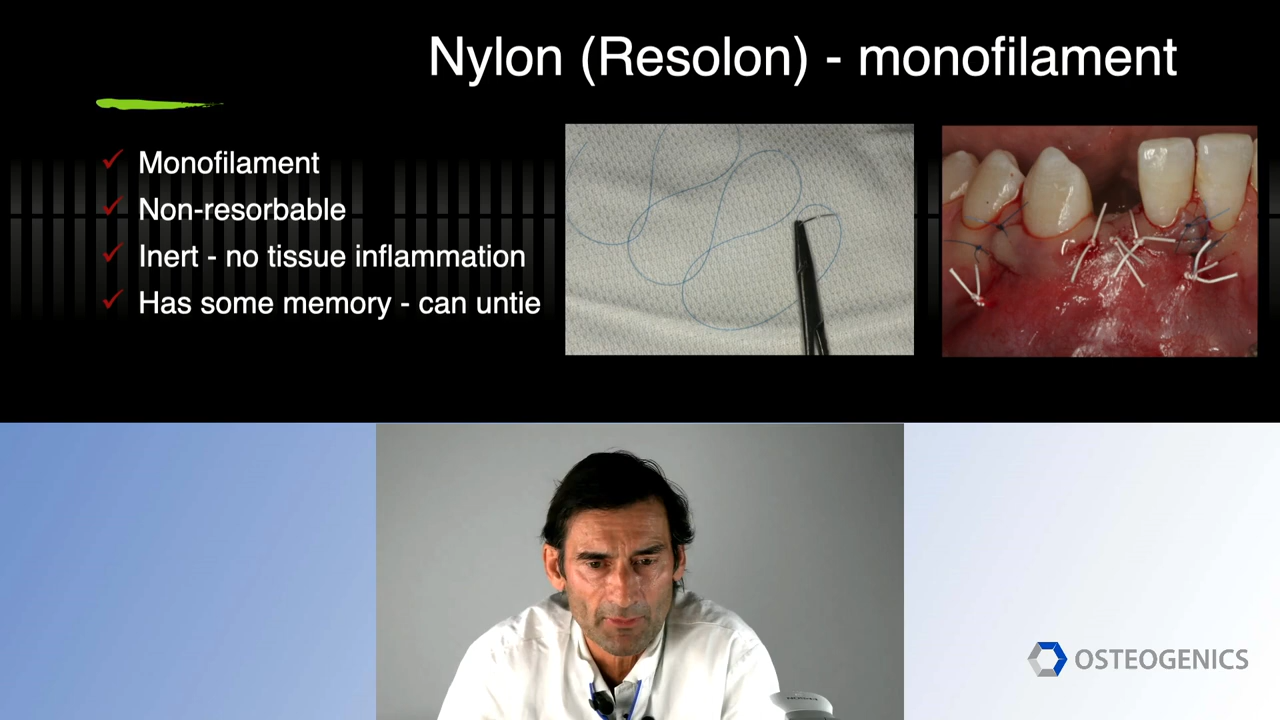 Nylon (Resolon) - monofilament
Monofilament
Non-resorbable
Inert - no tissue inflammation
Has some memory - can untie
OSTEOGENICS